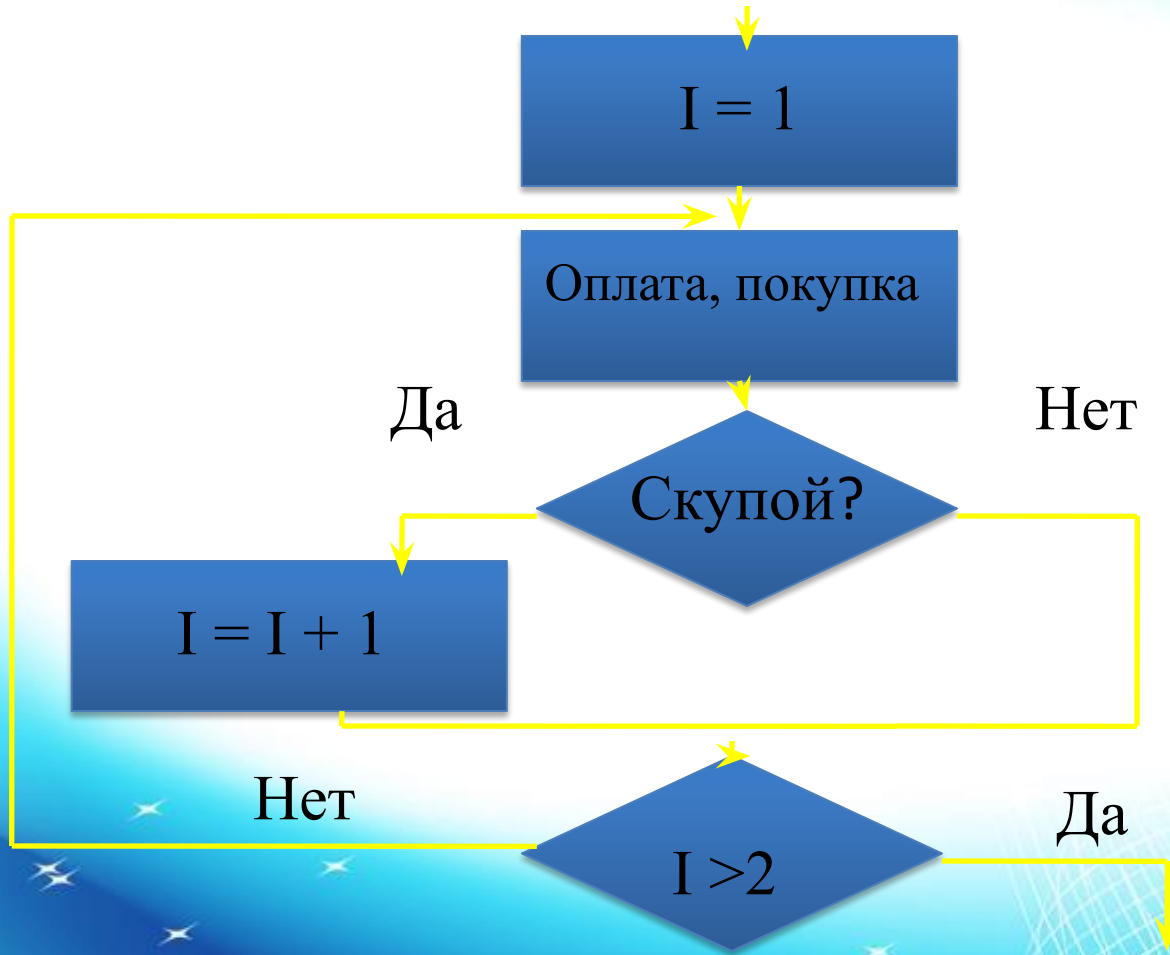 I = 1
Оплата, покупка
Да
Нет
Скупой?
I = I + 1
Нет
Да
I >2